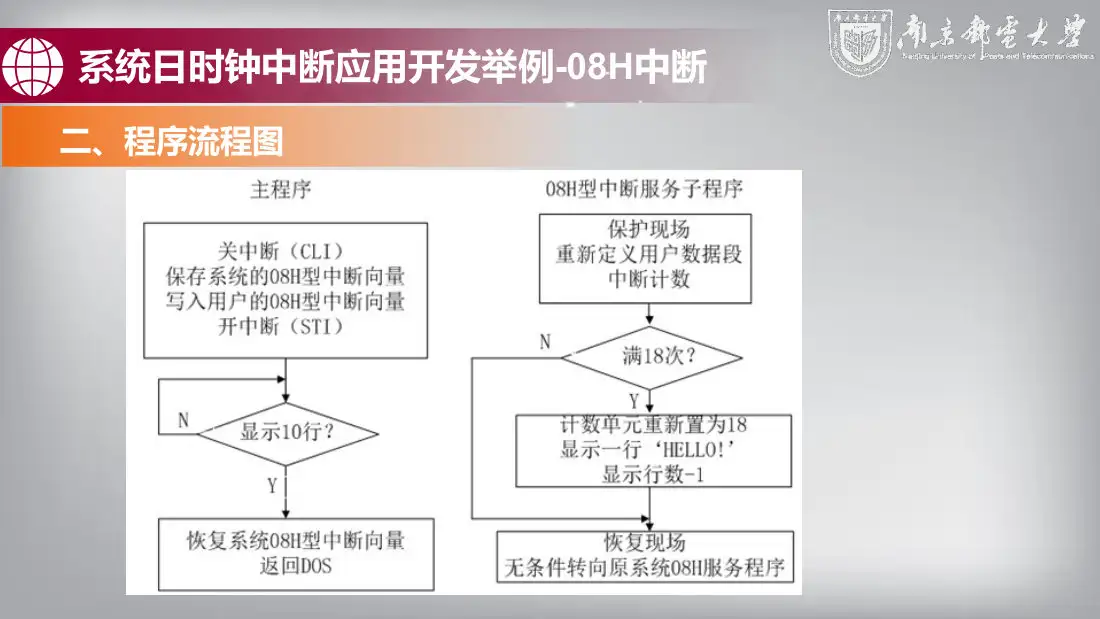 系统日时钟中断应用开发举例-08H中断
南京邮电大学
Nanjing University of Posts and Telecommunications
二、程序流程图
主程序
关中断（CLI）
保存系统的08H型中断向量
写入用户的08H型中断向量
开中断（STI）
N
显示10行？
Y
恢复系统08H型中断向量
返回DOS
08H型中断服务子程序
保护现场
重新定义用户数据段
中断计数
N
满18次？
Y
计数单元重新置为18
显示一行‘HELLO!’
显示行数-1
恢复现场
无条件转向原系统08H服务程序